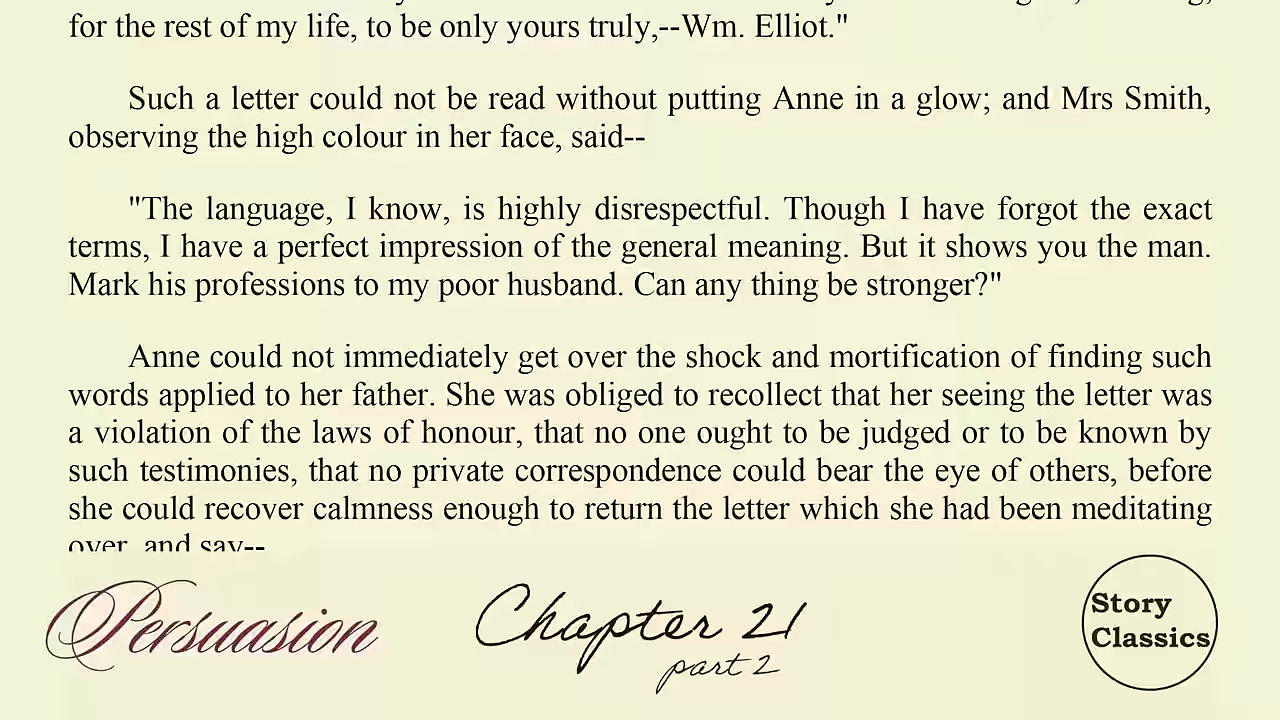 for the rest of my life, to be only yours truly,--Wm. Elliot."
Such a letter could not be read without putting Anne in a glow; and Mrs Smith,
observing the high colour in her face, said--
"The language, I know, is highly disrespectful. Though I have forgot the exact
terms, I have a perfect impression of the general meaning. But it shows you the man.
Mark his professions to my poor husband. Can any thing be stronger?"
Anne could not immediately get over the shock and mortification of finding such
words applied to her father. She was obliged to recollect that her seeing the letter was
a violation of the laws of honour, that no one ought to be judged or to be known by
such testimonies, that no private correspondence could bear the eye of others, before
she could recover calmness enough to return the letter which she had been meditating
over, and say--
Persuasion
Chapter 21
part 2
Story
Classics